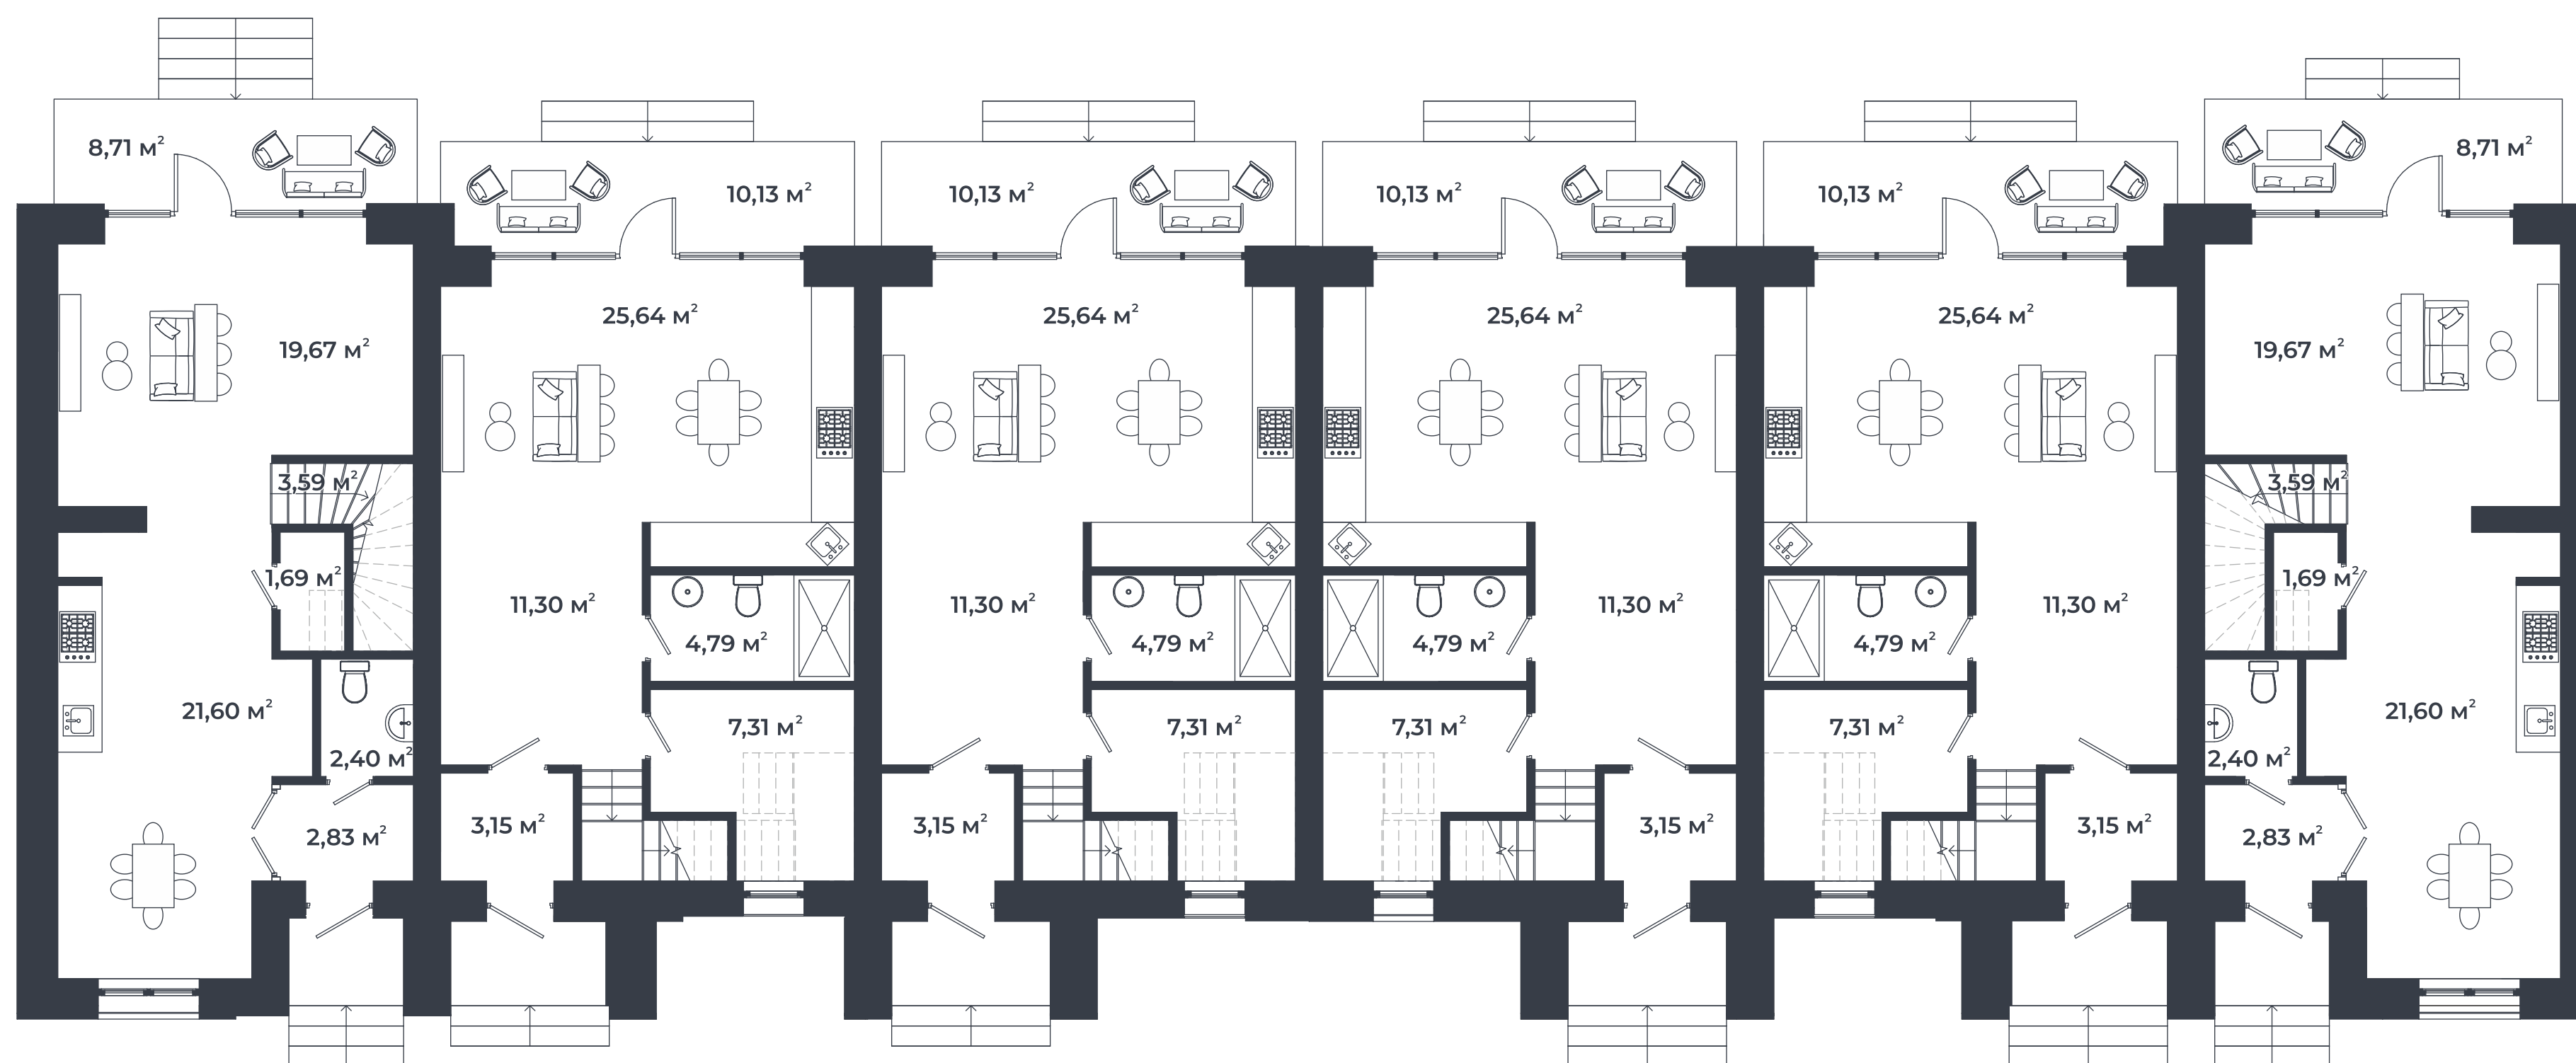 8,71 м²
10,13 м²
10,13 м²
10,13 м²
10,13 м²
8,71 м²
19,67 м²
25,64 м²
25,64 м²
25,64 м²
25,64 м²
19,67 м²
3,59 м²
3,59 м²
1,69 м²
11,30 м²
4,79 м²
11,30 м²
4,79 м²
4,79 м²
11,30 м²
4,79 м²
11,30 м²
1,69 м²
21,60 м²
2,40 м²
7,31 м²
7,31 м²
7,31 м²
7,31 м²
2,40 м²
21,60 м²
2,83 м²
3,15 м²
3,15 м²
3,15 м²
3,15 м²
2,83 м²